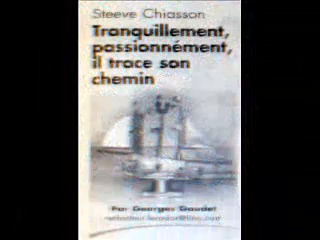 Steeve Chiasson
Tranquillement,
passionnément,
il trace son
chemin
Par Georges Gaudet